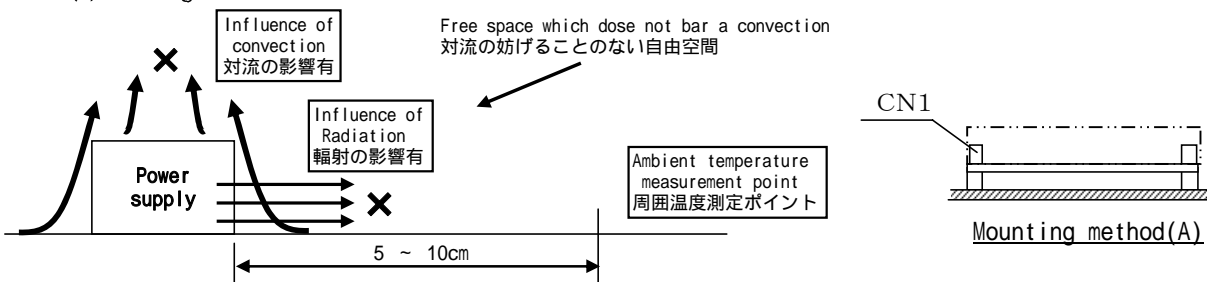 Influence of
convection
対流の影響有
Free space which dose not bar a convection
対流の妨げることのない自由空間
Influence of
Radiation
輻射の影響有
Power
supply
Ambient temperature
measurement point
周囲温度測定ポイント
5 ~ 10cm
CN1
Mounting method(A)